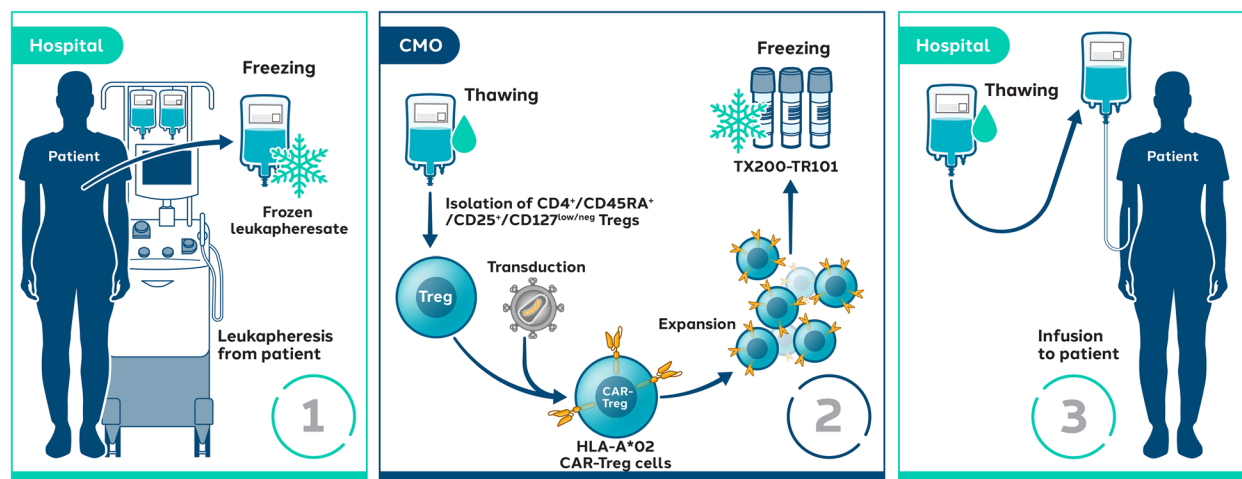 Hospital
Freezing
Patient
Frozen
leukapheresate
Leukapheresis
from patient
1
CMO
Thawing
Freezing
TX200-TR101
Isolation of CD4⁺/CD45RA⁺
/CD25⁺/CD127ˡᵒʷ/ⁿᵉᵍ Tregs
Treg
Transduction
Expansion
CAR-
Treg
HLA-A*02
CAR-Treg cells
2
Hospital
Thawing
Patient
Infusion
to patient
3